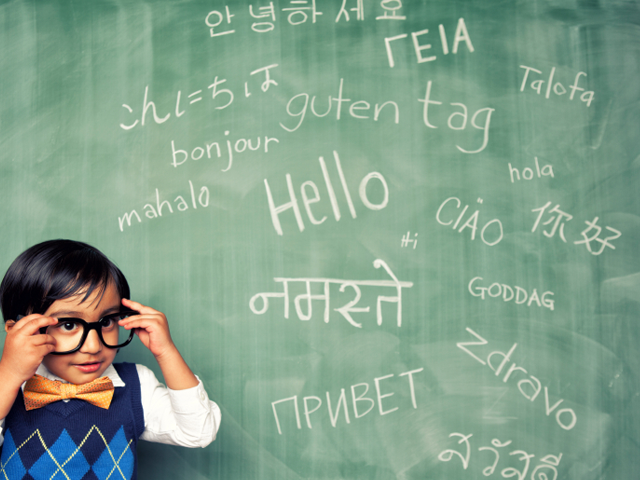 안녕하세요
ΓΕΙΑ
Talofa
こんにちは
guten tag
bonjour
hola
mahalo
Hello
CIAO
你好
Hi
नमस्ते
GODDAG
Zdravo
ПРИВЕТ
สวัสดี